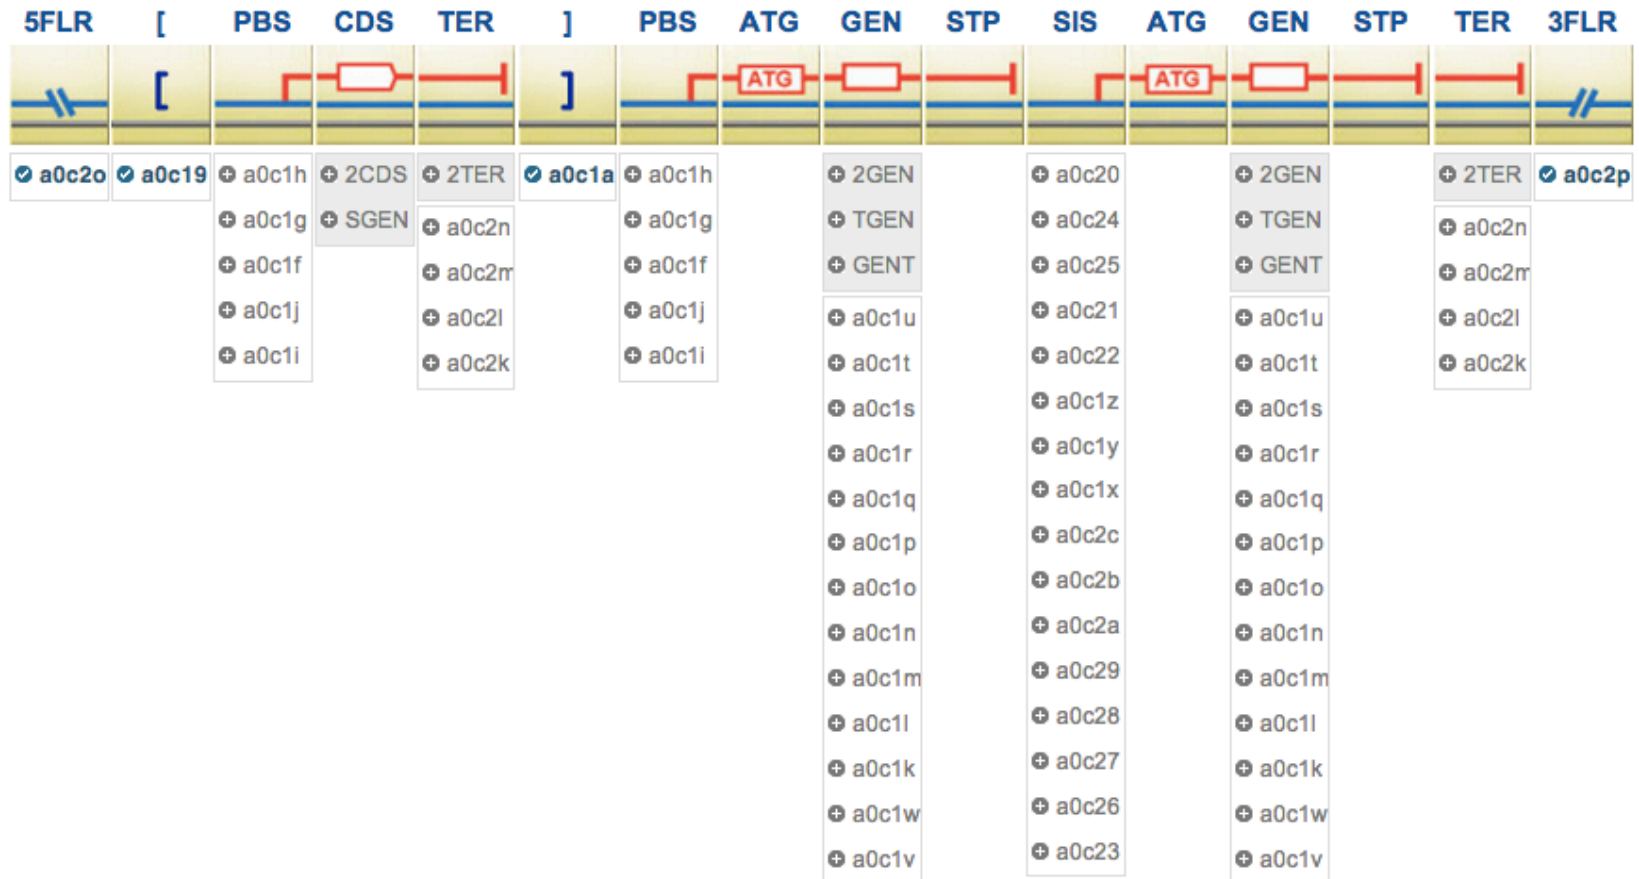 5FLR [ PBS CDS TER ] PBS ATG GEN STP SIS ATG GEN STP TER 3FLR
[ ] ATG ATG
a0c2o a0c19 a0c1h 2CDS 2TER a0c1a a0c1h 2GEN a0c20 2GEN 2TER a0c2p
a0c1g SGEN a0c2n a0c1g TGEN a0c24 TGEN a0c2n
a0c1f a0c2m a0c1f GENT a0c25 GENT a0c2m
a0c1j a0c2l a0c1j a0c1u a0c21 a0c1u a0c2l
a0c1i a0c2k a0c1i a0c1t a0c22 a0c1t a0c2k
a0c1s a0c1z a0c1s
a0c1r a0c1y a0c1r
a0c1q a0c1x a0c1q
a0c1p a0c2c a0c1p
a0c1o a0c2b a0c1o
a0c1n a0c2a a0c1n
a0c1m a0c29 a0c1m
a0c1l a0c28 a0c1l
a0c1k a0c27 a0c1k
a0c1w a0c26 a0c1w
a0c1v a0c23 a0c1v